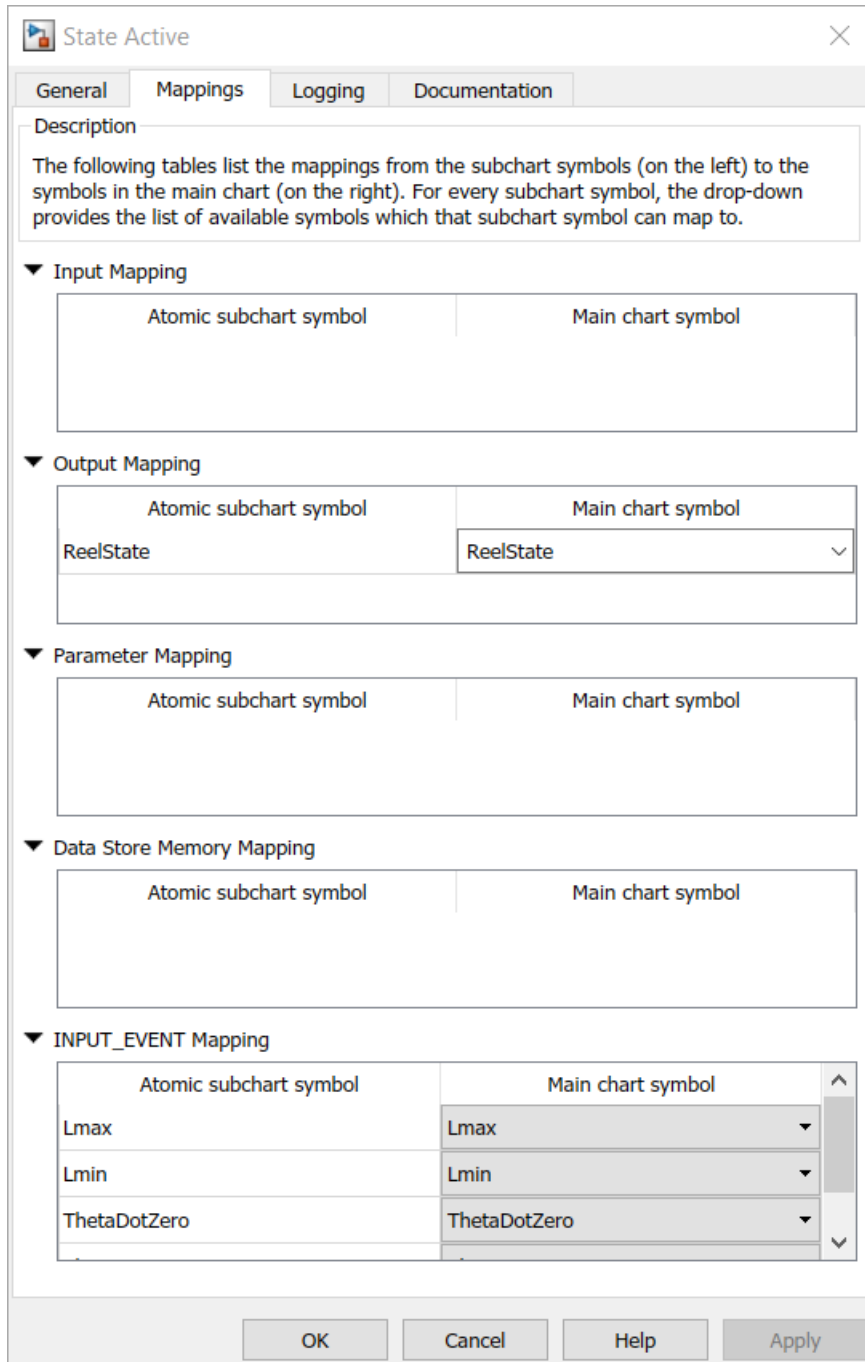 State Active
General Mappings Logging Documentation
Description
The following tables list the mappings from the subchart symbols (on the left) to the
symbols in the main chart (on the right). For every subchart symbol, the drop-down
provides the list of available symbols which that subchart symbol can map to.
Input Mapping
Atomic subchart symbol Main chart symbol
Output Mapping
Atomic subchart symbol Main chart symbol
ReelState ReelState
Parameter Mapping
Atomic subchart symbol Main chart symbol
Data Store Memory Mapping
Atomic subchart symbol Main chart symbol
INPUT_EVENT Mapping
Atomic subchart symbol Main chart symbol
Lmax Lmax
Lmin Lmin
ThetaDotZero ThetaDotZero
OK Cancel Help Apply